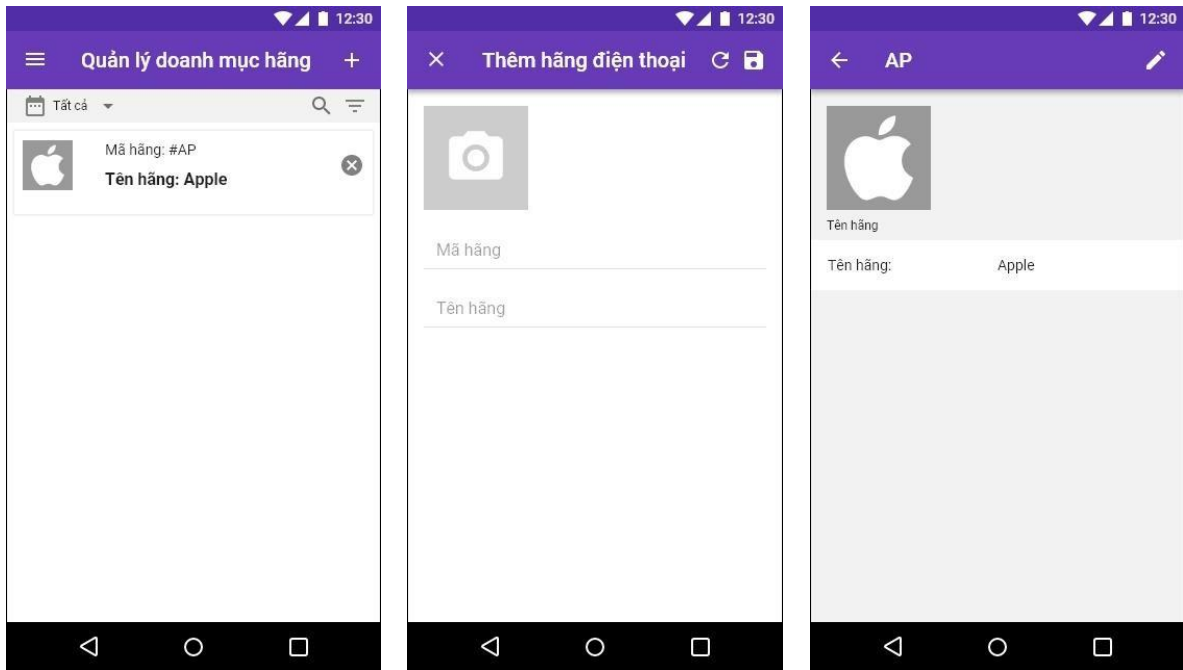 12:30
Quản lý doanh mục hãng
Tất cả
Mã hãng: #AP
Tên hãng: Apple
12:30
Thêm hãng điện thoại
Mã hãng
Tên hãng
12:30
AP
Tên hãng
Tên hãng: Apple